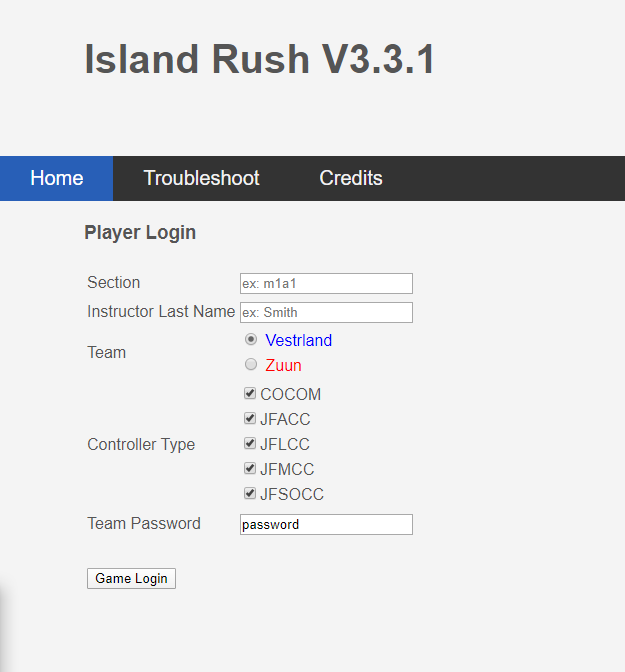 Island Rush V3.3.1
Home Troubleshoot Credits
Player Login
Section ex: m1a1
Instructor Last Name ex: Smith
Team
Vestrland
Zuun
Controller Type
COCOM
JFACC
JFLCC
JFMCC
JFSOCC
Team Password password
Game Login